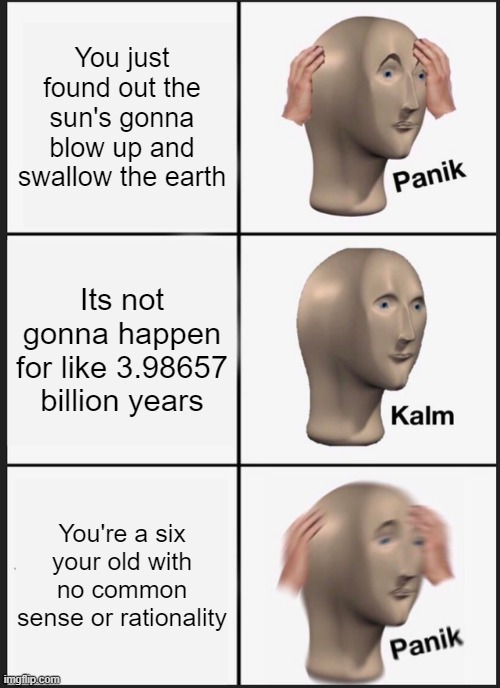 You just
found out the
sun's gonna
blow up and
swallow the earth
Panik
Its not
gonna happen
for like 3.98657
billion years
Kalm
You're a six
your old with
no common
sense or rationality
Panik
imgflip.com